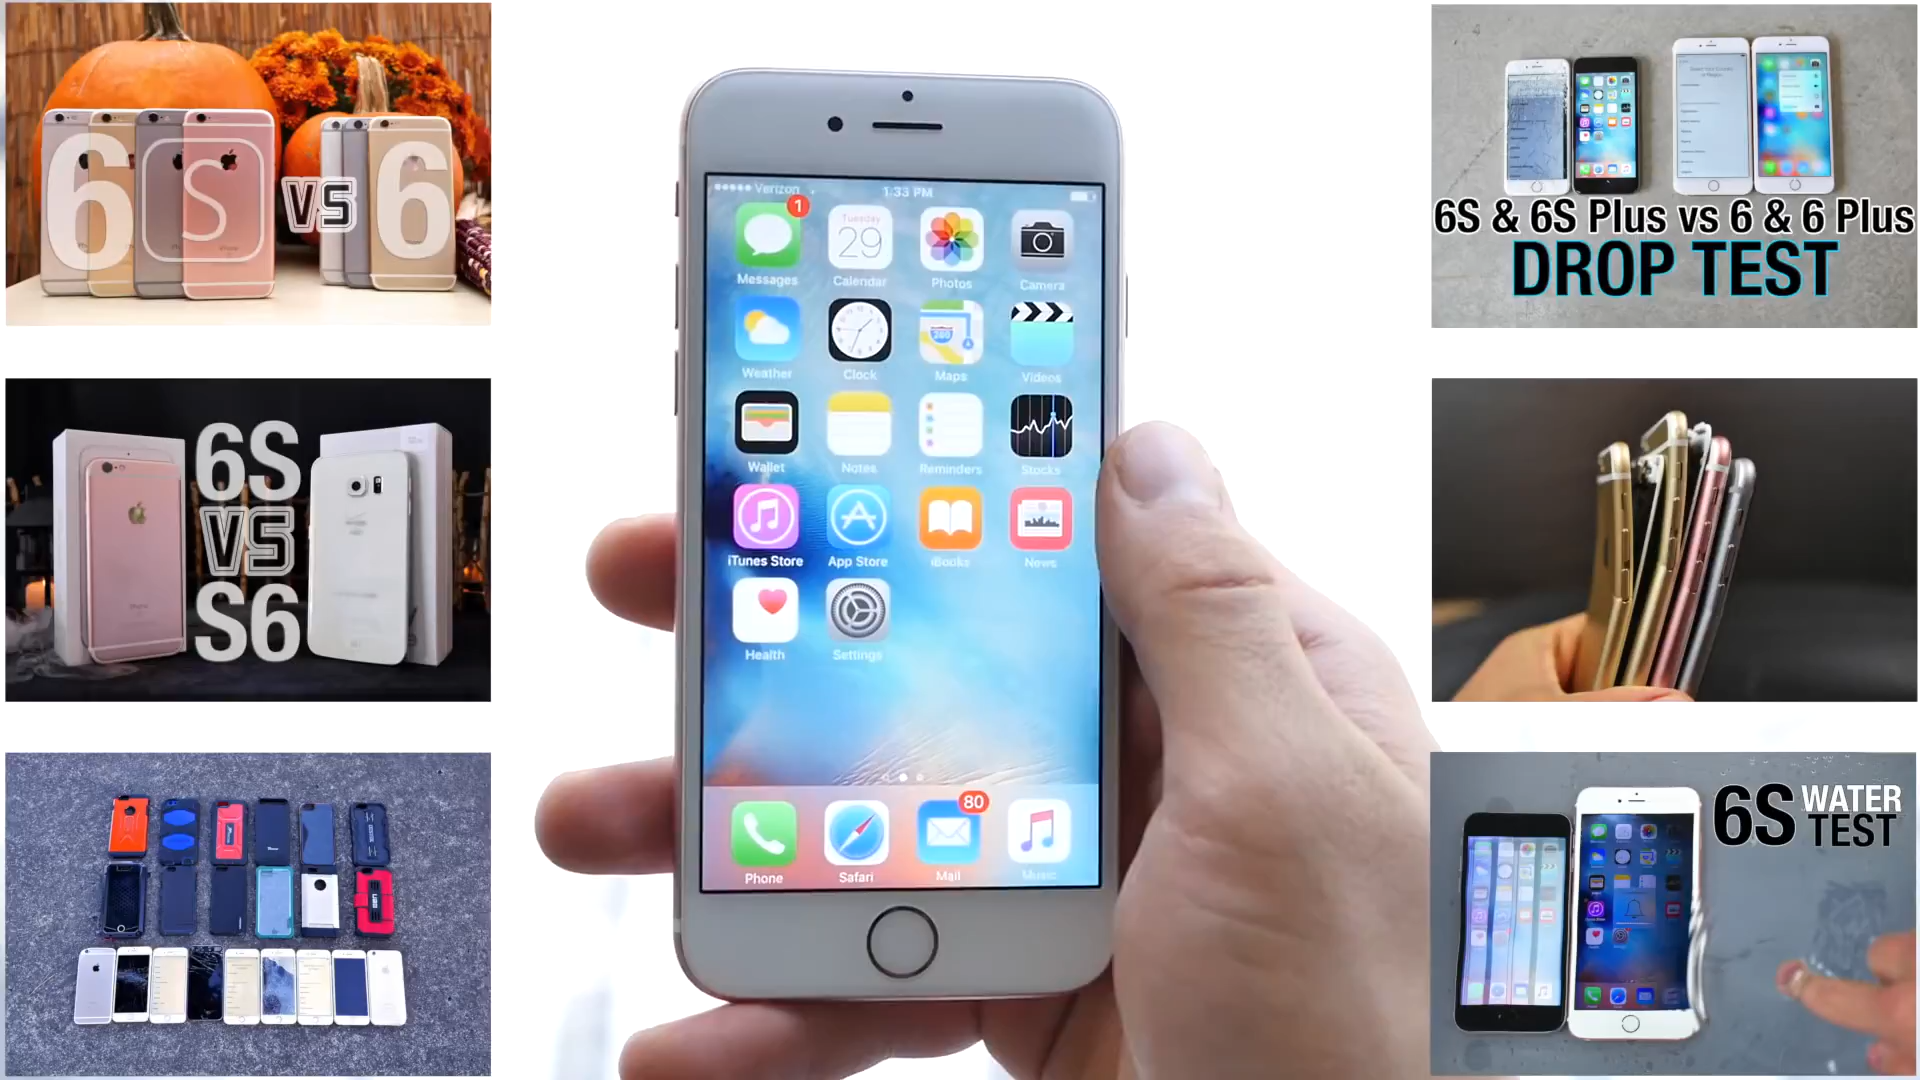 6 S VS 6
6S
VS
S6
Verizon 1:33 PM
1
Tuesday
29
Messages Calendar Photos Camera
280
Weather Clock Maps Videos
Wallet Notes Reminders Stocks
iTunes Store App Store iBooks News
Health Settings
80
Phone Safari Mail Music
6S & 6S Plus vs 6 & 6 Plus
DROP TEST
6S WATER
TEST